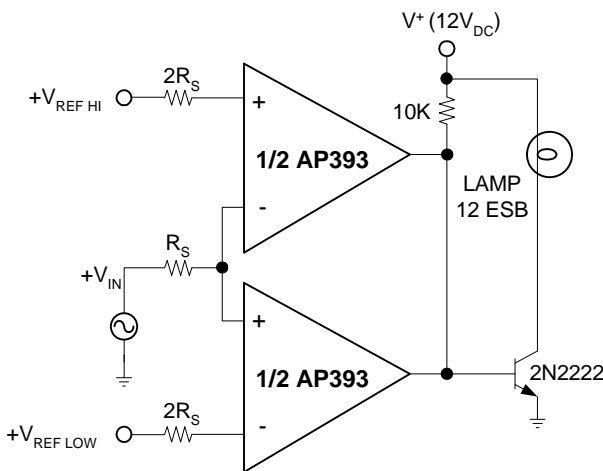 V+ (12VDC)
2RS
+VREF HI
+
1/2 AP393
-
10K
LAMP
12 ESB
RS
+VIN
+
1/2 AP393
-
2N2222
2RS
+VREF LOW